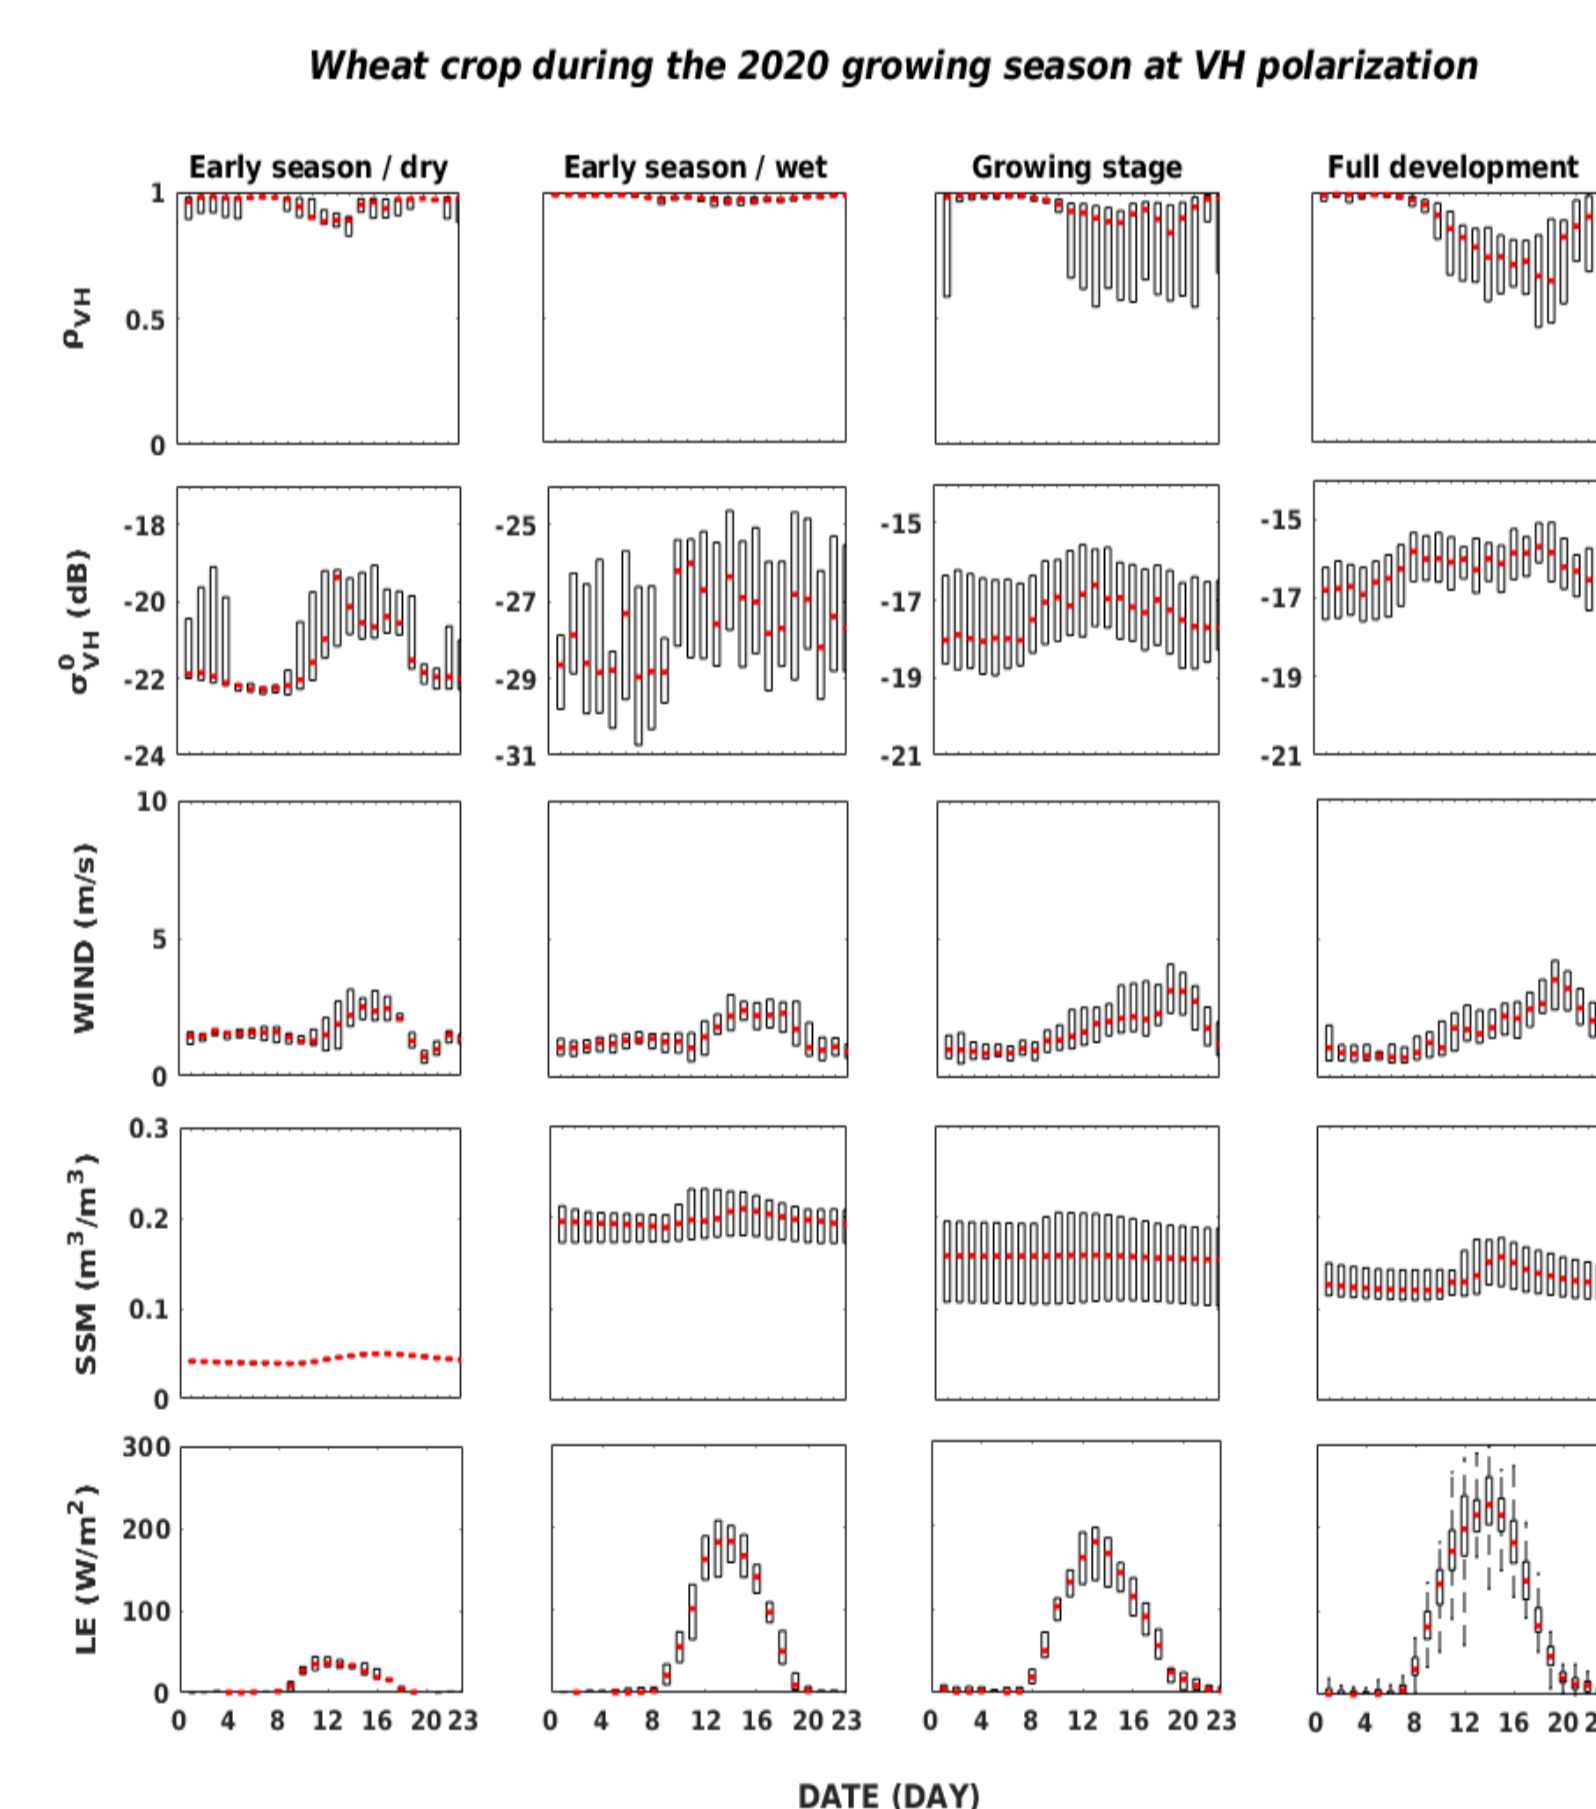 Wheat crop during the 2020 growing season at VH polarization
Early season / dry
Early season / wet
Growing stage
Full development
ρVH
1
0.5
0
σ⁰VH (dB)
-18
-20
-22
-24
-25
-27
-29
-31
-15
-17
-19
-21
-15
-17
-19
-21
WIND (m/s)
10
5
0
SSM (m³/m³)
0.3
0.2
0.1
0
LE (W/m²)
300
200
100
0
0 4 8 12 16 20 23
0 4 8 12 16 20 23
0 4 8 12 16 20 23
0 4 8 12 16 20
DATE (DAY)